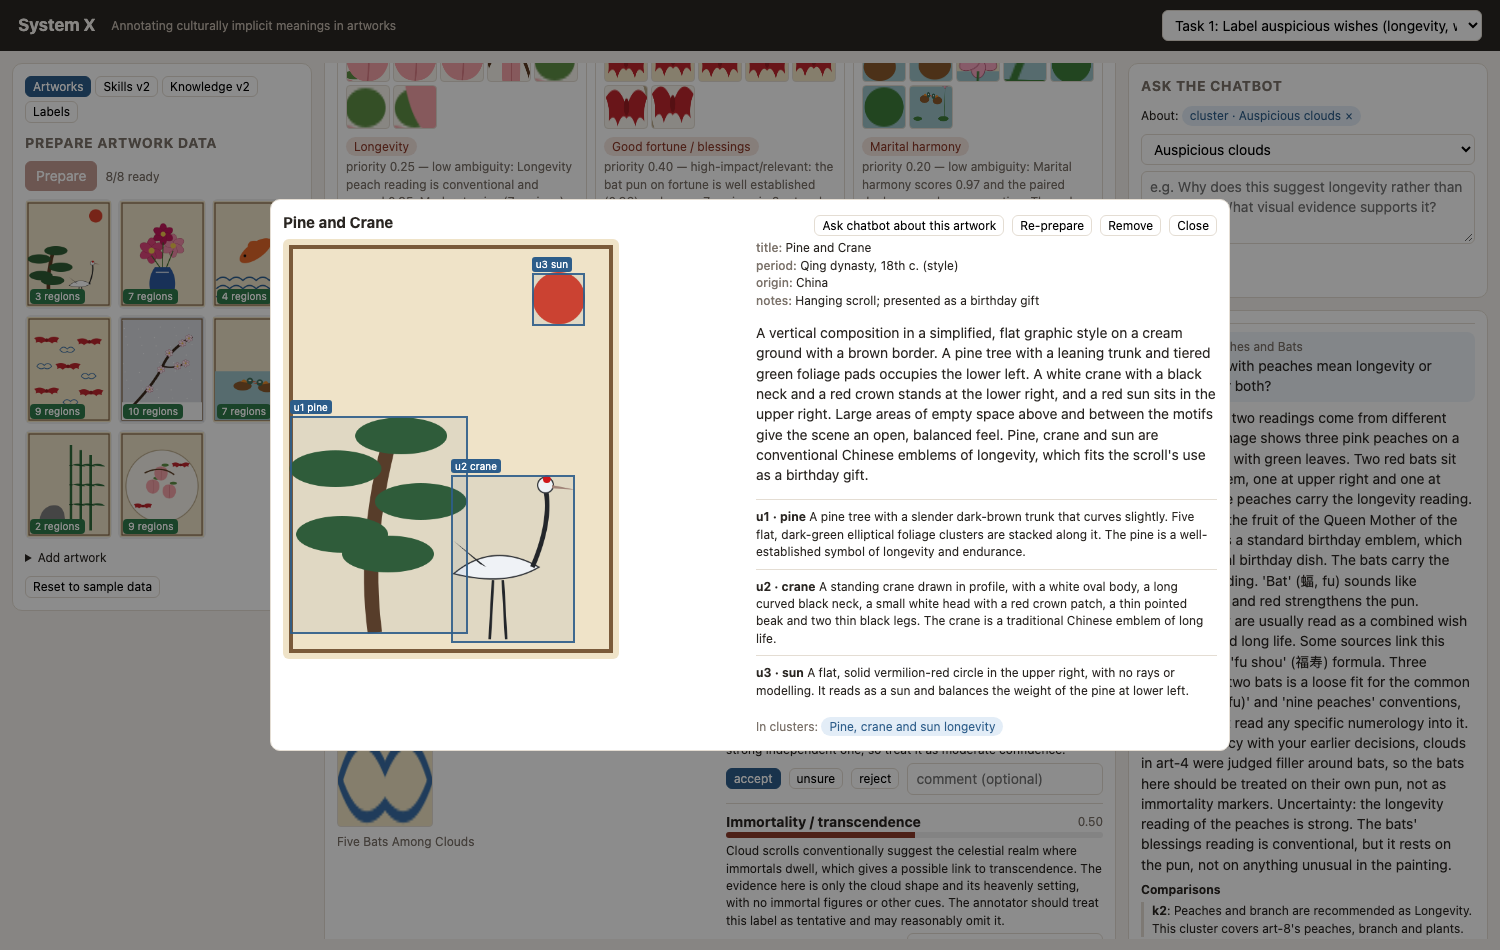 System X
Annotating culturally implicit meanings in artworks
Task 1: Label auspicious wishes (longevity, v
Artworks
Skills v2
Knowledge v2
Labels
PREPARE ARTWORK DATA
Prepare
8/8 ready
3 regions
7 regions
4 regions
9 regions
10 regions
7 regions
2 regions
9 regions
Add artwork
Reset to sample data
Longevity
priority 0.25 — low ambiguity: Longevity
peach reading is conventional and
Good fortune / blessings
priority 0.40 — high-impact/relevant: the
bat pun on fortune is well established
Marital harmony
priority 0.20 — low ambiguity: Marital
harmony scores 0.97 and the paired
Pine and Crane
Ask chatbot about this artwork
Re-prepare
Remove
Close
u3 sun
u1 pine
u2 crane
title: Pine and Crane
period: Qing dynasty, 18th c. (style)
origin: China
notes: Hanging scroll; presented as a birthday gift
A vertical composition in a simplified, flat graphic style on a cream
ground with a brown border. A pine tree with a leaning trunk and tiered
green foliage pads occupies the lower left. A white crane with a black
neck and a red crown stands at the lower right, and a red sun sits in the
upper right. Large areas of empty space above and between the motifs
give the scene an open, balanced feel. Pine, crane and sun are
conventional Chinese emblems of longevity, which fits the scroll's use
as a birthday gift.
u1 · pine A pine tree with a slender dark-brown trunk that curves slightly. Five
flat, dark-green elliptical foliage clusters are stacked along it. The pine is a well-
established symbol of longevity and endurance.
u2 · crane A standing crane drawn in profile, with a white oval body, a long
curved black neck, a small white head with a red crown patch, a thin pointed
beak and two thin black legs. The crane is a traditional Chinese emblem of long
life.
u3 · sun A flat, solid vermilion-red circle in the upper right, with no rays or
modelling. It reads as a sun and balances the weight of the pine at lower left.
In clusters: Pine, crane and sun longevity
Five Bats Among Clouds
strong independent one, so treat it as moderate confidence.
accept
unsure
reject
comment (optional)
Immortality / transcendence
0.50
Cloud scrolls conventionally suggest the celestial realm where
immortals dwell, which gives a possible link to transcendence. The
evidence here is only the cloud shape and its heavenly setting,
with no immortal figures or other cues. The annotator should treat
this label as tentative and may reasonably omit it.
ASK THE CHATBOT
About: cluster · Auspicious clouds ×
Auspicious clouds
e.g. Why does this suggest longevity rather than
hat visual evidence supports it?
hes and Bats
with peaches mean longevity or
both?
two readings come from different
nage shows three pink peaches on a
with green leaves. Two red bats sit
em, one at upper right and one at
peaches carry the longevity reading.
the fruit of the Queen Mother of the
a standard birthday emblem, which
al birthday dish. The bats carry the
ding. 'Bat' (蝠, fu) sounds like
and red strengthens the pun.
are usually read as a combined wish
d long life. Some sources link this
'fu shou' (福寿) formula. Three
two bats is a loose fit for the common
fu)' and 'nine peaches' conventions,
read any specific numerology into it.
cy with your earlier decisions, clouds
in art-4 were judged filler around bats, so the bats
here should be treated on their own pun, not as
immortality markers. Uncertainty: the longevity
reading of the peaches is strong. The bats'
blessings reading is conventional, but it rests on
the pun, not on anything unusual in the painting.
Comparisons
k2: Peaches and branch are recommended as Longevity.
This cluster covers art-8's peaches, branch and plants.